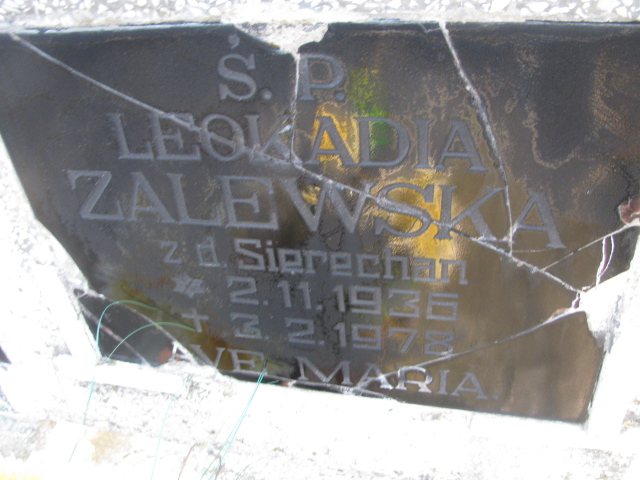 Ś. P.
LEOKADIA
ZALEWSKA
z d. Sierechan
* 2.11.1936
+ 3.2.1978
AVE MARIA.